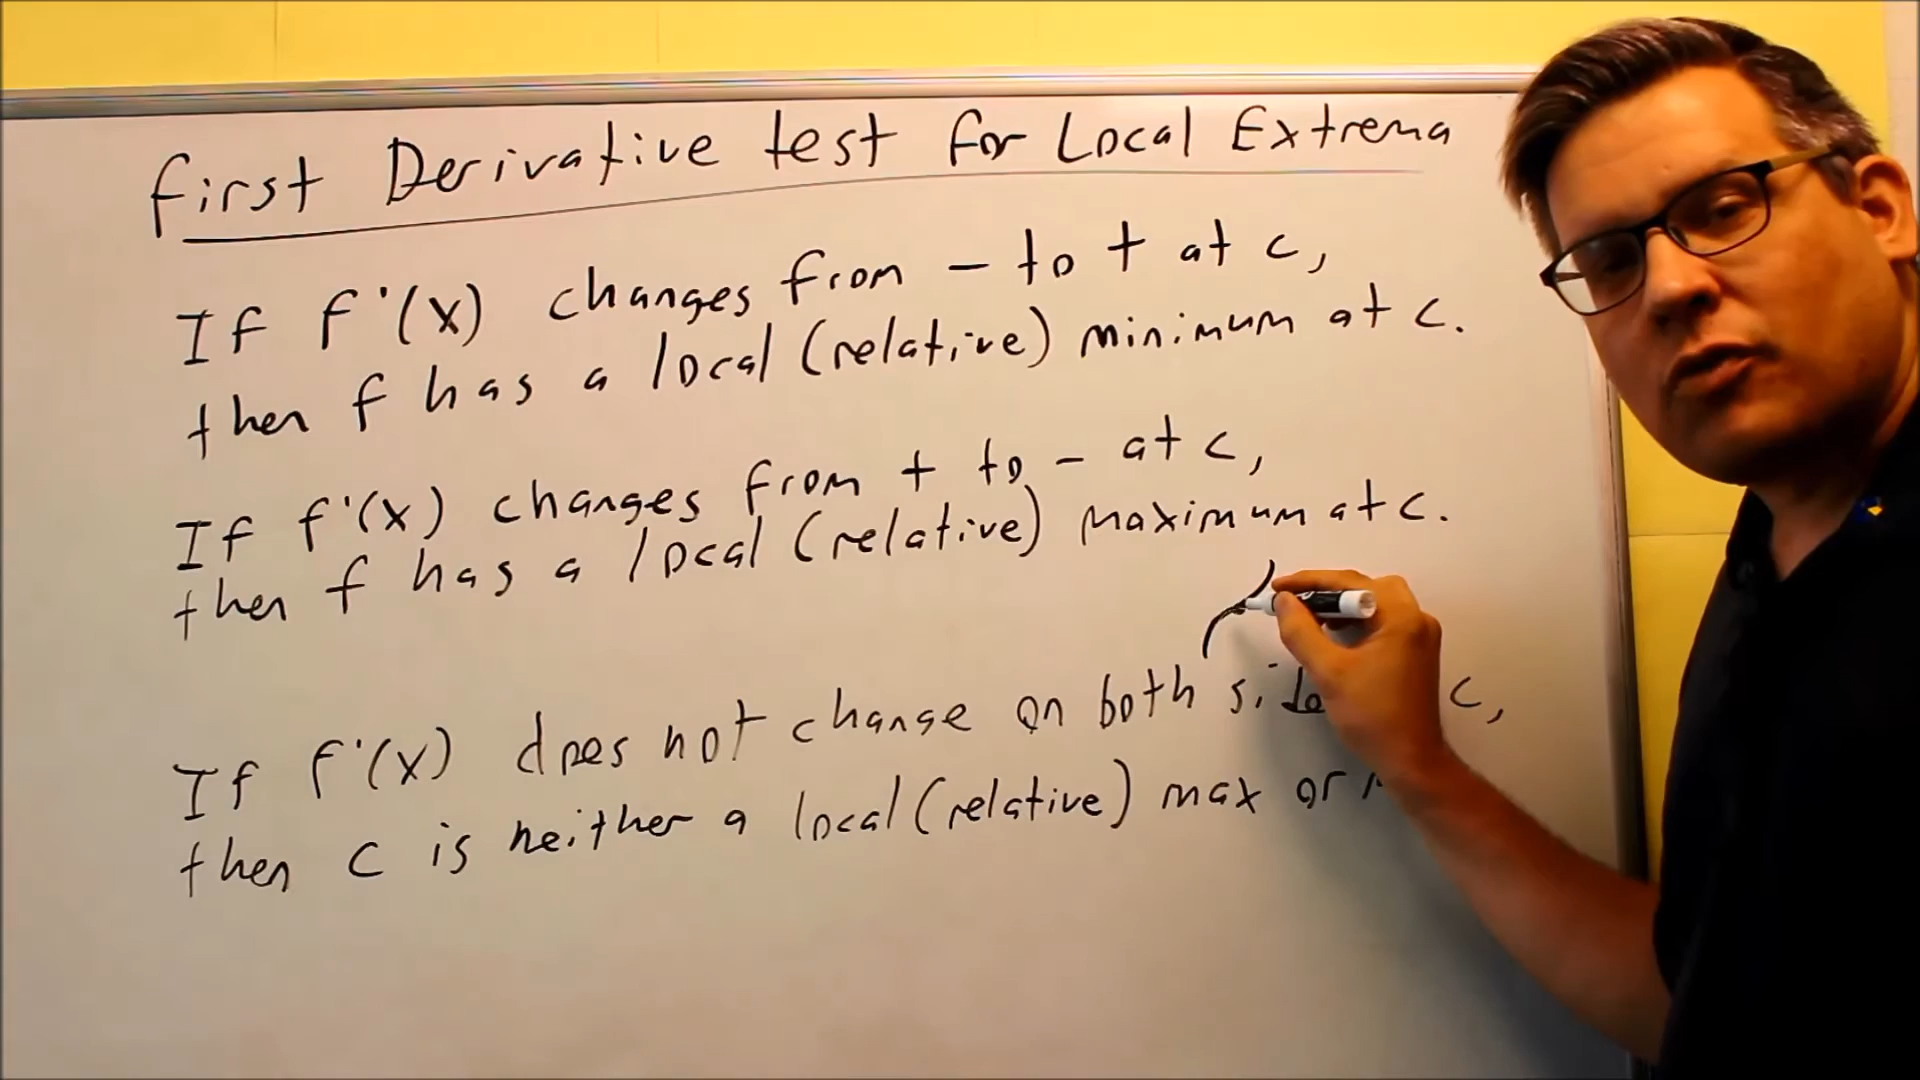 First Derivative test for Local Extrema
If f'(x) changes from - to + at c,
then f has a local (relative) minimum at c.
If f'(x) changes from + to - at c,
then f has a local (relative) maximum at c.
If f'(x) does not change on both c,
then c is neither a local (relative) max or